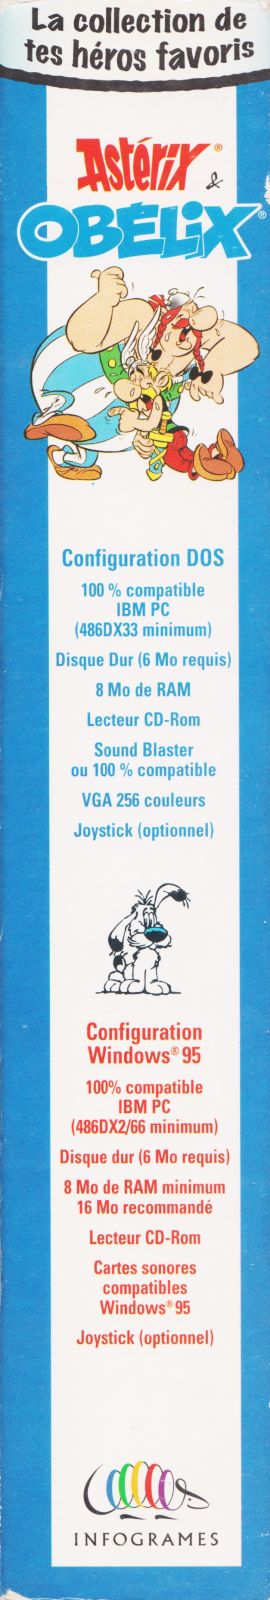 La collection de
tes héros favoris
Astérix®
&
OBÉLIX®
Configuration DOS
100 % compatible
IBM PC
(486DX33 minimum)
Disque Dur (6 Mo requis)
8 Mo de RAM
Lecteur CD-Rom
Sound Blaster
ou 100 % compatible
VGA 256 couleurs
Joystick (optionnel)
Configuration
Windows® 95
100% compatible
IBM PC
(486DX2/66 minimum)
Disque dur (6 Mo requis)
8 Mo de RAM minimum
16 Mo recommandé
Lecteur CD-Rom
Cartes sonores
compatibles
Windows® 95
Joystick (optionnel)
INFOGRAMES